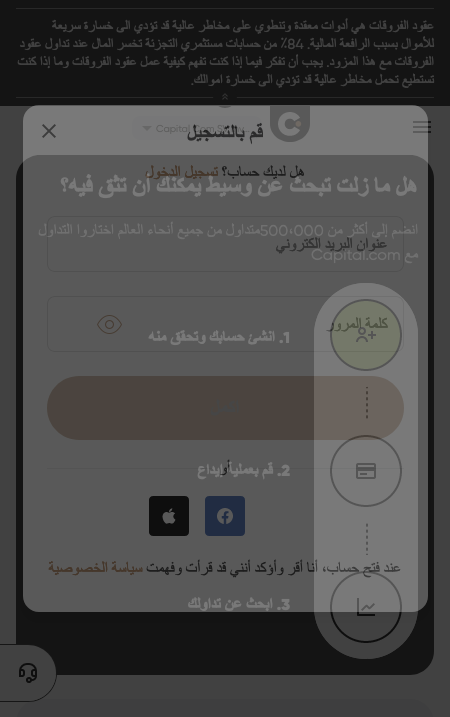 عقود الفروقات هي أدوات معقدة وتنطوي على مخاطر عالية قد تؤدي الى خسارة سريعة
للأموال بسبب الرافعة المالية. 84٪ من حسابات مستثمري التجزئة تخسر المال عند تداول عقود
الفروقات مع هذا المزود. يجب أن تفكر فيما إذا كنت تفهم كيفية عمل عقود الفروقات وما إذا كنت
تستطيع تحمل مخاطر عالية قد تؤدي الى خسارة اموالك.
قم بالتسجيل
Capital.com
هل لديك حساب؟ تسجيل الدخول
هل ما زلت تبحث عن وسيط يمكنك أن تثق فيه؟
انضم إلى أكثر من 500,000متداول من جميع أنحاء العالم اختاروا التداول
مع Capital.com
عنوان البريد الكتروني
كلمة المرور
1. انشئ حسابك وتحقق منه
أو
2. قم بعملية إيداع
عند فتح حساب، أنا أقر وأؤكد أنني قد قرأت وفهمت سياسة الخصوصية
3. ابحث عن تداولك